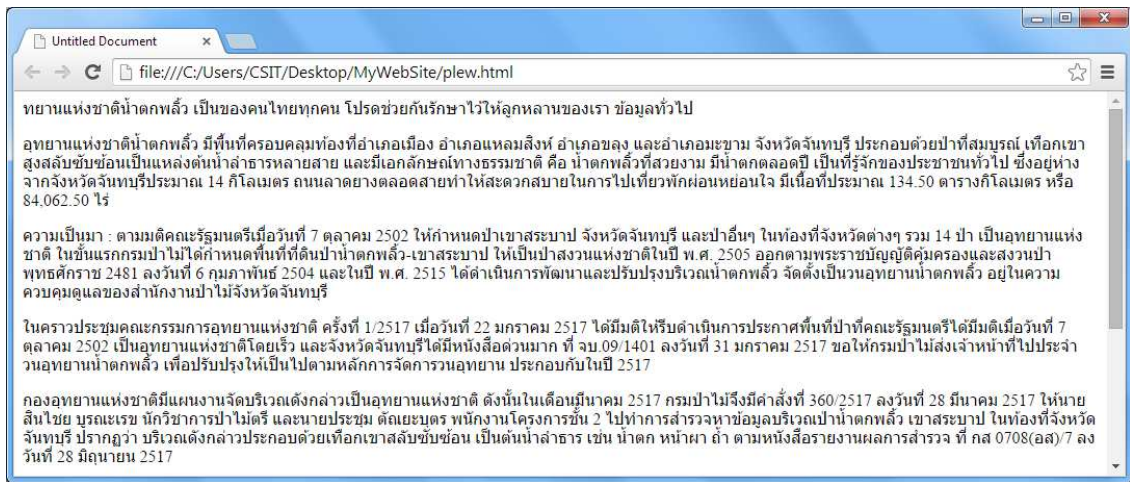 Untitled Document
file:///C:/Users/CSIT/Desktop/MyWebSite/plew.html
ทยานแห่งชาติน้ำตกพลิ้ว เป็นของคนไทยทุกคน โปรดช่วยกันรักษาไว้ให้ลูกหลานของเรา ข้อมูลทั่วไป
อุทยานแห่งชาติน้ำตกพลิ้ว มีพื้นที่ครอบคลุมท้องที่อำเภอเมือง อำเภอแหลมสิงห์ อำเภอขลุง และอำเภอมะขาม จังหวัดจันทบุรี ประกอบด้วยป่าที่สมบูรณ์ เทือกเขา
สูงสลับซับซ้อนเป็นแหล่งต้นน้ำลำธารหลายสาย และมีเอกลักษณ์ทางธรรมชาติ คือ น้ำตกพลิ้วที่สวยงาม มีน้ำตกตลอดปี เป็นที่รู้จักของประชาชนทั่วไป ซึ่งอยู่ห่าง
จากจังหวัดจันทบุรีประมาณ 14 กิโลเมตร ถนนลาดยางตลอดสายทำให้สะดวกสบายในการไปเที่ยวพักผ่อนหย่อนใจ มีเนื้อที่ประมาณ 134.50 ตารางกิโลเมตร หรือ
84,062.50 ไร่
ความเป็นมา : ตามมติคณะรัฐมนตรีเมื่อวันที่ 7 ตุลาคม 2502 ให้กำหนดป่าเขาสระบาป จังหวัดจันทบุรี และป่าอื่นๆ ในท้องที่จังหวัดต่างๆ รวม 14 ป่า เป็นอุทยานแห่ง
ชาติ ในขั้นแรกกรมป่าไม้ได้กำหนดพื้นที่ที่ดินป่าน้ำตกพลิ้ว-เขาสระบาป ให้เป็นป่าสงวนแห่งชาติในปี พ.ศ. 2505 ออกตามพระราชบัญญัติคุ้มครองและสงวนป่า
พุทธศักราช 2481 ลงวันที่ 6 กุมภาพันธ์ 2504 และในปี พ.ศ. 2515 ได้ดำเนินการพัฒนาและปรับปรุงบริเวณน้ำตกพลิ้ว จัดตั้งเป็นวนอุทยานน้ำตกพลิ้ว อยู่ในความ
ควบคุมดูแลของสำนักงานป่าไม้จังหวัดจันทบุรี
ในคราวประชุมคณะกรรมการอุทยานแห่งชาติ ครั้งที่ 1/2517 เมื่อวันที่ 22 มกราคม 2517 ได้มีมติให้รีบดำเนินการประกาศพื้นที่ป่าที่คณะรัฐมนตรีได้มีมติเมื่อวันที่ 7
ตุลาคม 2502 เป็นอุทยานแห่งชาติโดยเร็ว และจังหวัดจันทบุรีได้มีหนังสือด่วนมาก ที่ จบ.09/1401 ลงวันที่ 31 มกราคม 2517 ขอให้กรมป่าไม้ส่งเจ้าหน้าที่ไปประจำ
วนอุทยานน้ำตกพลิ้ว เพื่อปรับปรุงให้เป็นไปตามหลักการจัดการวนอุทยาน ประกอบกับในปี 2517
กองอุทยานแห่งชาติมีแผนงานจัดบริเวณดังกล่าวเป็นอุทยานแห่งชาติ ดังนั้นในเดือนมีนาคม 2517 กรมป่าไม้จึงมีคำสั่งที่ 360/2517 ลงวันที่ 28 มีนาคม 2517 ให้นาย
สินไชย บูรณะเรข นักวิชาการป่าไม้ตรี และนายประชุม ตัณยะบุตร พนักงานโครงการชั้น 2 ไปทำการสำรวจหาข้อมูลบริเวณป่าน้ำตกพลิ้ว เขาสระบาป ในท้องที่จังหวัด
จันทบุรี ปรากฏว่า บริเวณดังกล่าวประกอบด้วยเทือกเขาสลับซับซ้อน เป็นต้นน้ำลำธาร เช่น น้ำตก หน้าผา ถ้ำ ตามหนังสือรายงานผลการสำรวจ ที่ กส 0708(อส)/7 ลง
วันที่ 28 มิถุนายน 2517